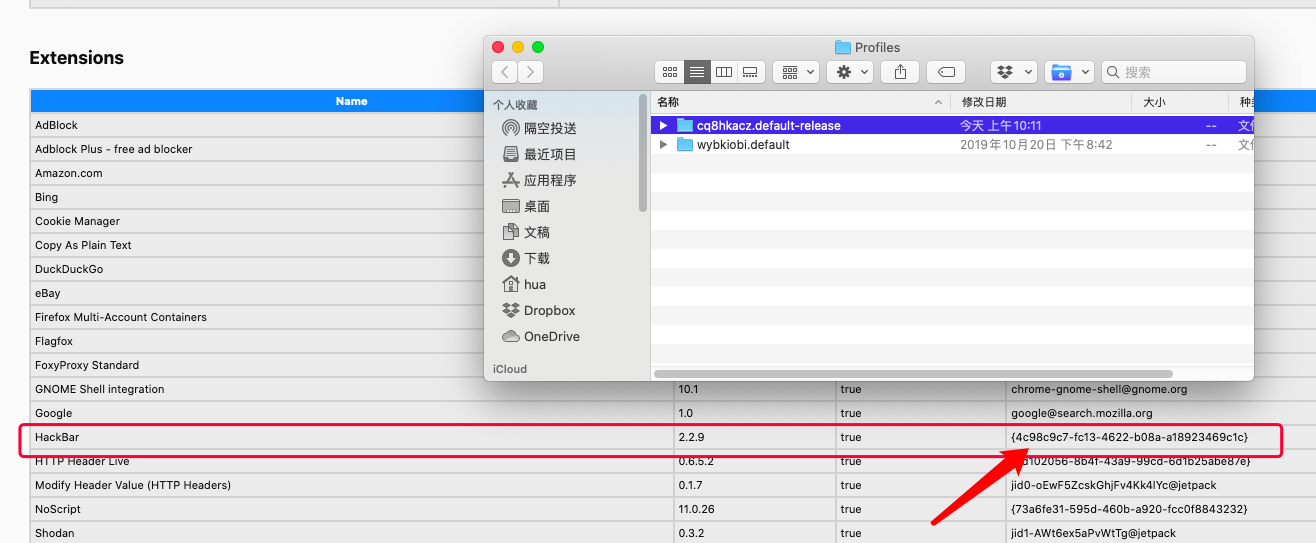 Extensions
Name
AdBlock
Adblock Plus - free ad blocker
Amazon.com
Bing
Cookie Manager
Copy As Plain Text
DuckDuckGo
eBay
Firefox Multi-Account Containers
Flagfox
FoxyProxy Standard
Profiles
搜索
个人收藏
隔空投送
最近项目
应用程序
桌面
文稿
下载
hua
Dropbox
OneDrive
iCloud
名称 修改日期 大小
cq8hkacz.default-release 今天 上午10:11 --
wybkiobi.default 2019年10月20日 下午8:42 --
GNOME Shell integration 10.1 true chrome-gnome-shell@gnome.org
Google 1.0 true google@search.mozilla.org
HackBar 2.2.9 true {4c98c9c7-fc13-4622-b08a-a18923469c1c}
HTTP Header Live 0.6.5.2 true d102056-8b4f-43a9-99cd-6d1b25abe87e}
Modify Header Value (HTTP Headers) 0.1.7 true jid0-oEwF5ZcskGhjFv4Kk4lYc@jetpack
NoScript 11.0.26 true {73a6fe31-595d-460b-a920-fcc0f8843232}
Shodan 0.3.2 true jid1-AWt6ex5aPvWtTg@jetpack